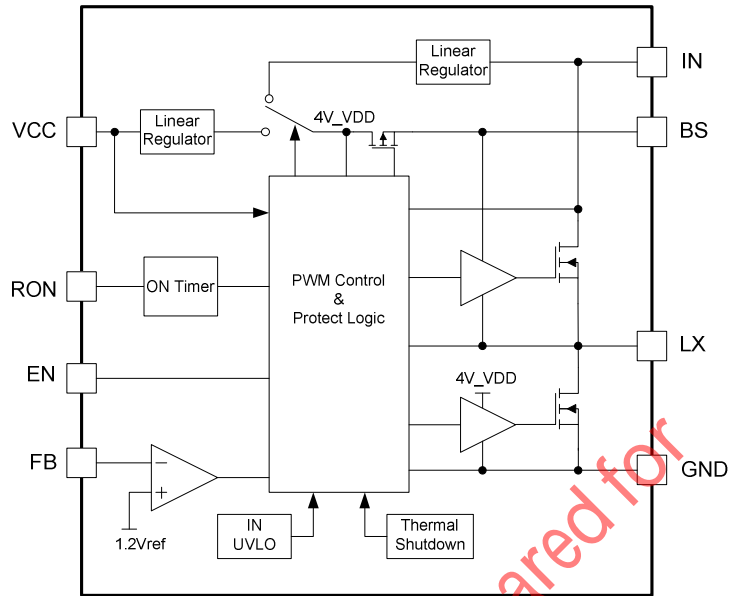 Linear
Regulator
IN
VCC
Linear
Regulator
4V_VDD
BS
RON
ON Timer
PWM Control
&
Protect Logic
LX
EN
4V_VDD
FB
GND
1.2Vref
IN
UVLO
Thermal
Shutdown
ared for